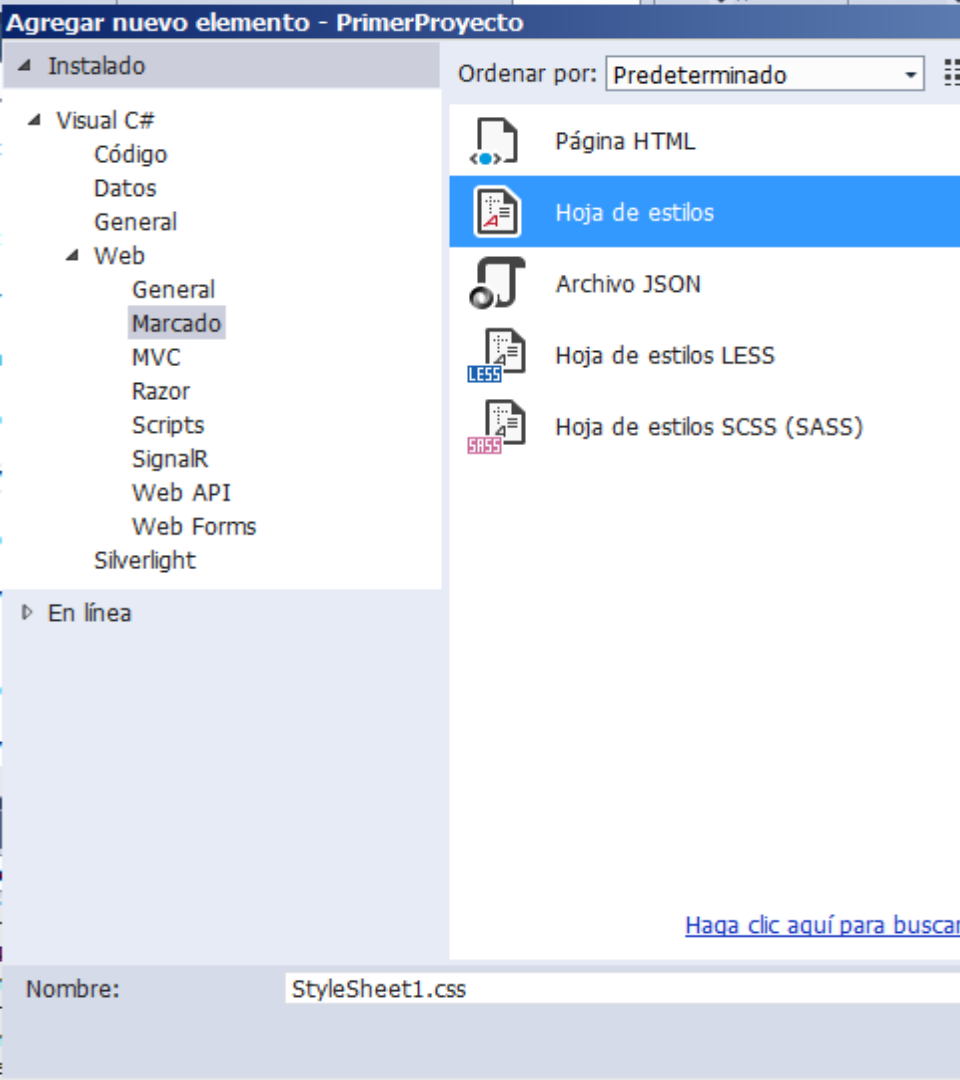 Agregar nuevo elemento - PrimerProyecto
Instalado
Visual C#
Código
Datos
General
Web
General
Marcado
MVC
Razor
Scripts
SignalR
Web API
Web Forms
Silverlight
En línea
Ordenar por: Predeterminado
Página HTML
Hoja de estilos
Archivo JSON
LESS Hoja de estilos LESS
SASS Hoja de estilos SCSS (SASS)
Haga clic aquí para buscar
Nombre: StyleSheet1.css